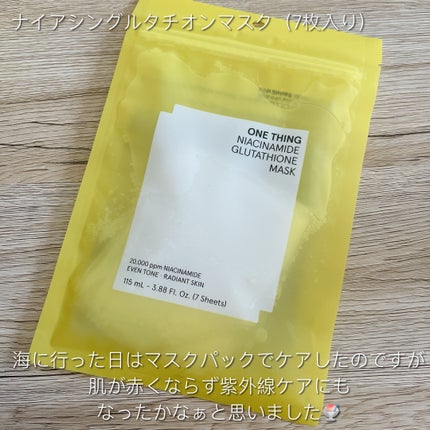 ナイアシングルタチオンマスク（7枚入り）
ONE THING
NIACINAMIDE
GLUTATHIONE
MASK
20,000 ppm NIACINAMIDE
EVEN TONE · RADIANT SKIN
115 mL - 3.88 Fl. Oz. (7 Sheets)
海に行った日はマスクパックでケアしたのですが
肌が赤くならず紫外線ケアにも
なったかなぁと思いました